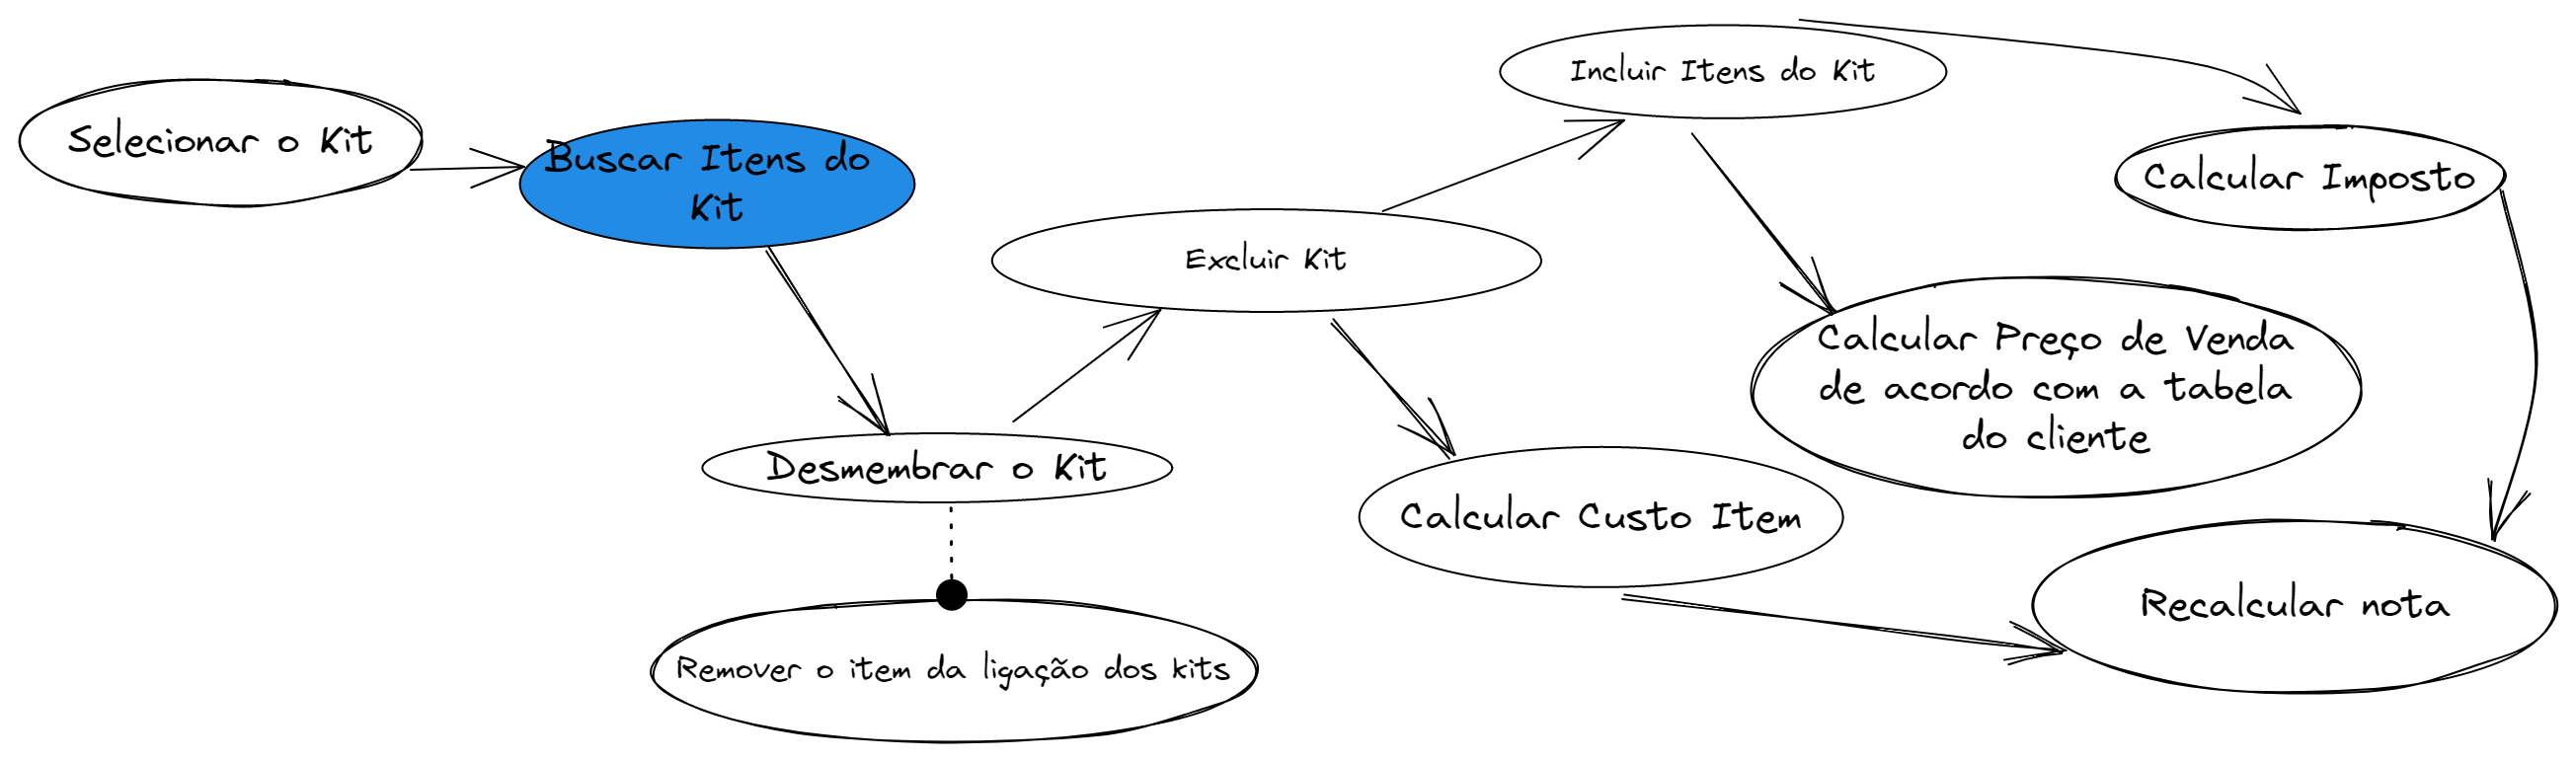 Selecionar o Kit
Buscar Itens do
Kit
Desmembrar o Kit
Remover o item da ligação dos kits
Excluir Kit
Incluir Itens do Kit
Calcular Custo Item
Calcular Preço de Venda
de acordo com a tabela
do cliente
Calcular Imposto
Recalcular nota